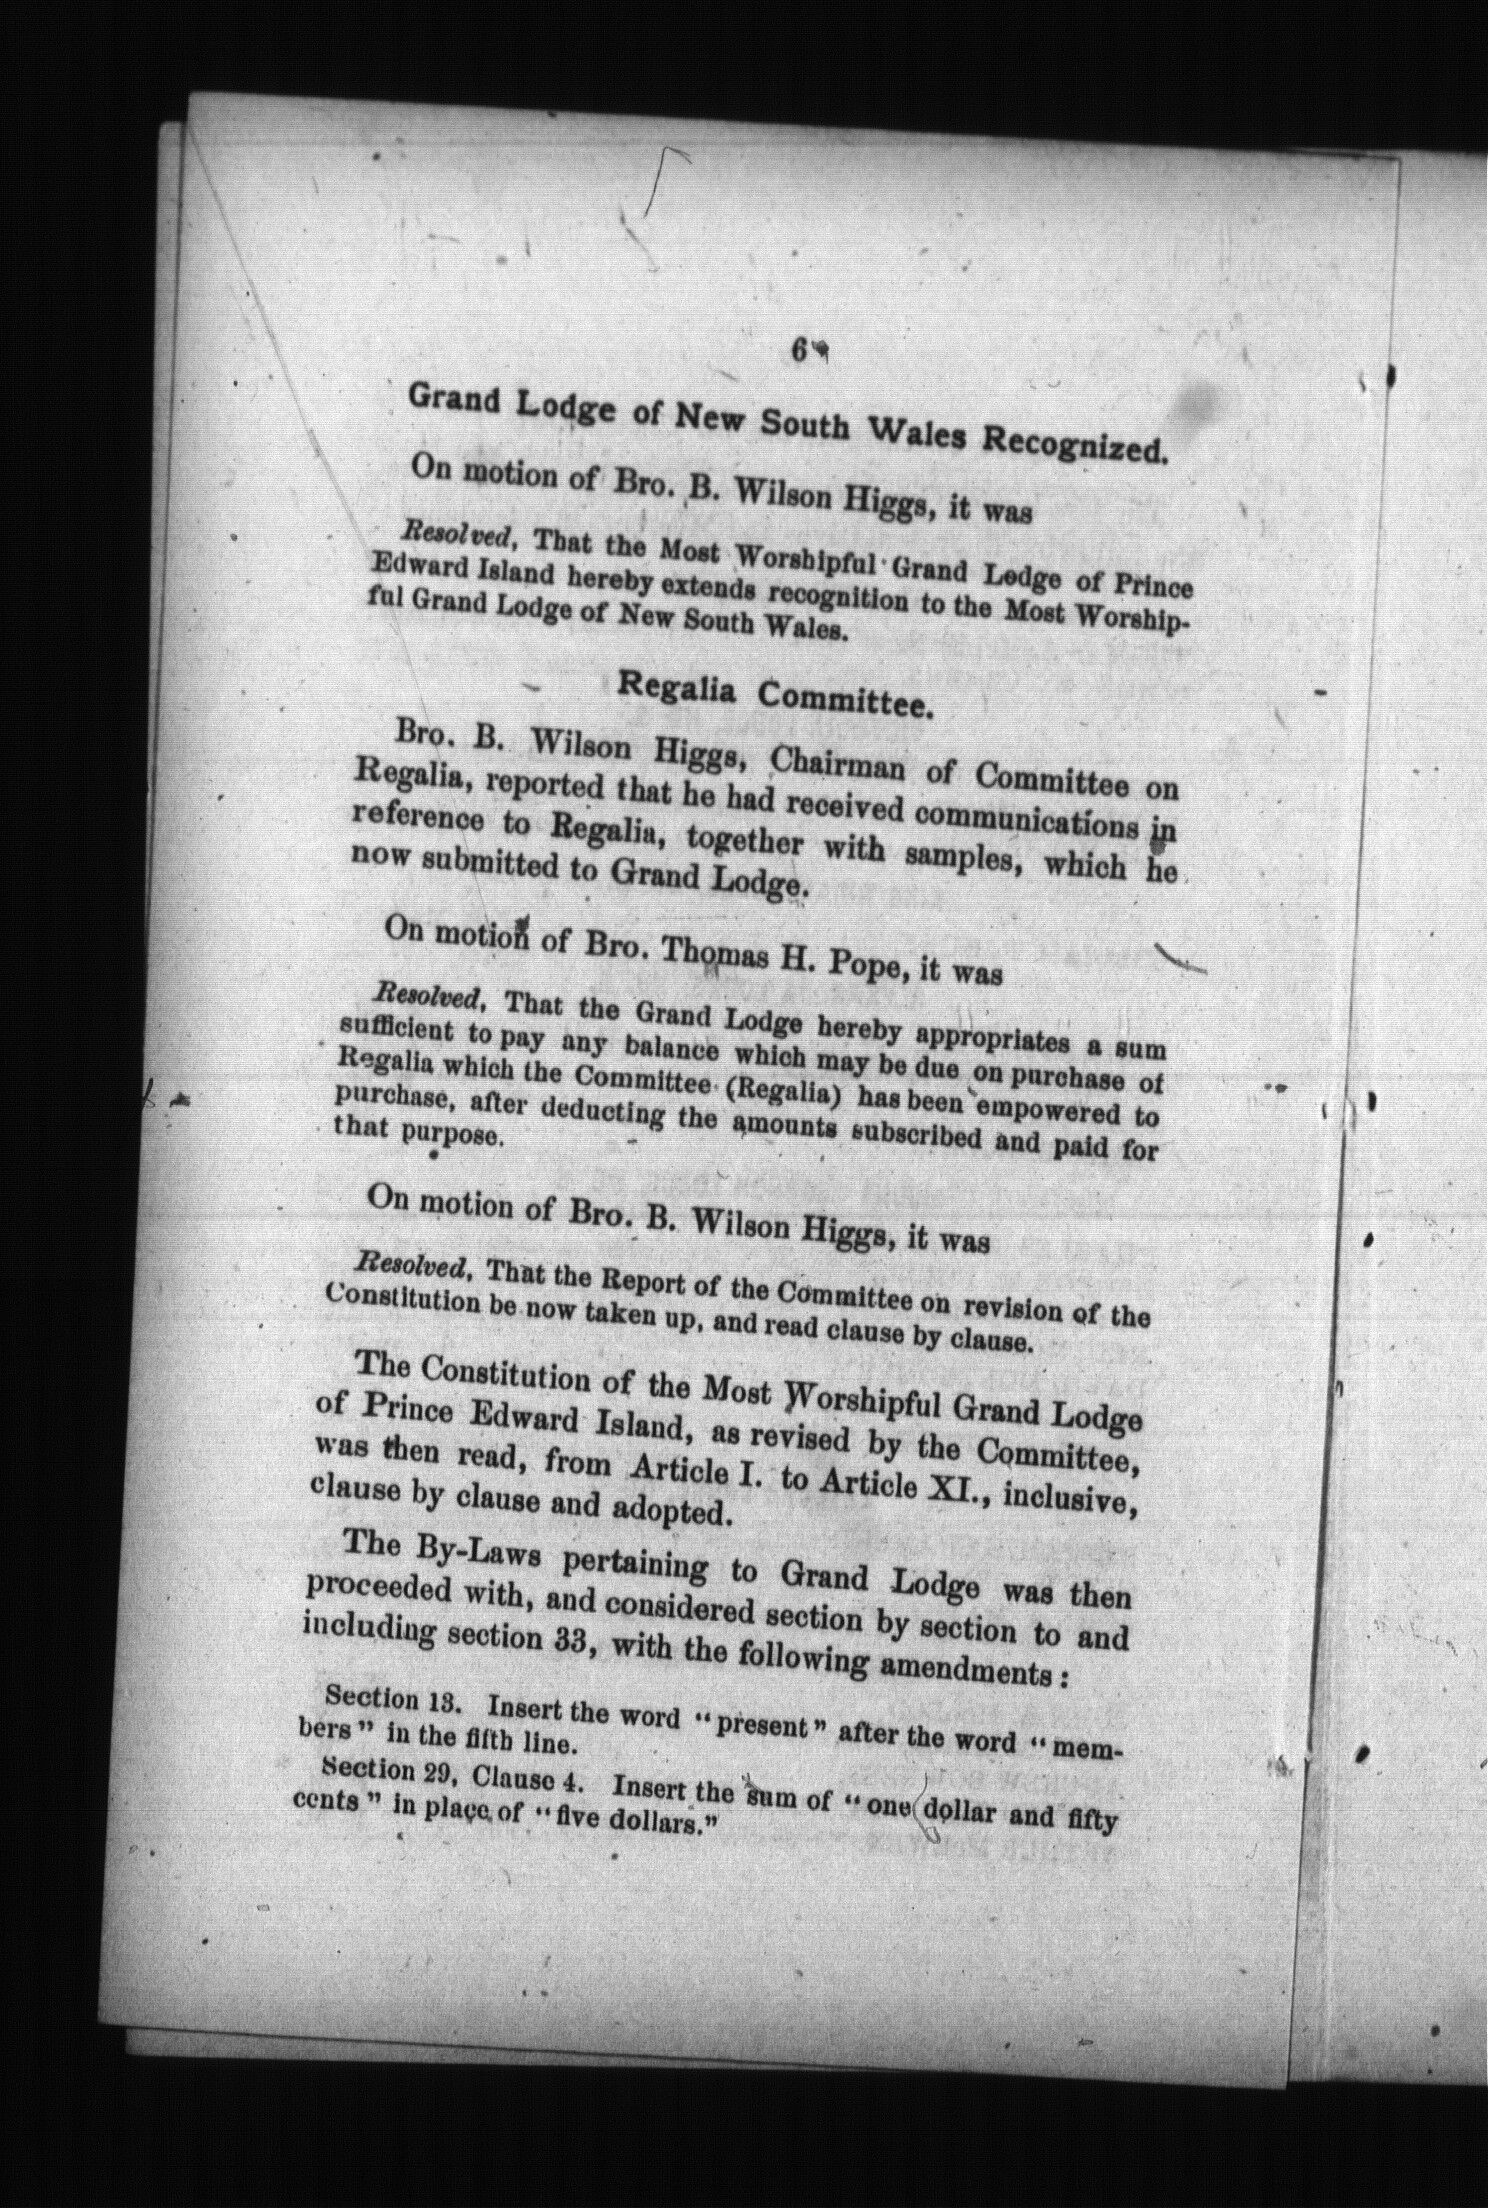 6
Grand Lodge of New South Wales Recognized.
On motion of Bro. B. Wilson Higgs, it was
Resolved, That the Most Worshipful Grand Lodge of Prince
Edward Island hereby extends recognition to the Most Worship-
ful Grand Lodge of New South Wales.
Regalia Committee.
Bro. B. Wilson Higgs, Chairman of Committee on
Regalia, reported that he had received communications in
reference to Regalia, together with samples, which he
now submitted to Grand Lodge.
On motion of Bro. Thomas H. Pope, it was
Resolved, That the Grand Lodge hereby appropriates a sum
sufficient to pay any balance which may be due on purchase of
Regalia which the Committee (Regalia) has been empowered to
purchase, after deducting the amounts subscribed and paid for
that purpose.
On motion of Bro. B. Wilson Higgs, it was
Resolved, That the Report of the Committee on revision of the
Constitution be now taken up, and read clause by clause.
The Constitution of the Most Worshipful Grand Lodge
of Prince Edward Island, as revised by the Committee,
was then read, from Article I. to Article XI., inclusive,
clause by clause and adopted.
The By-Laws pertaining to Grand Lodge was then
proceeded with, and considered section by section to and
including section 33, with the following amendments:
Section 13. Insert the word "present" after the word "mem-
bers" in the fifth line.
Section 29, Clause 4. Insert the sum of "one dollar and fifty
cents" in place of "five dollars."